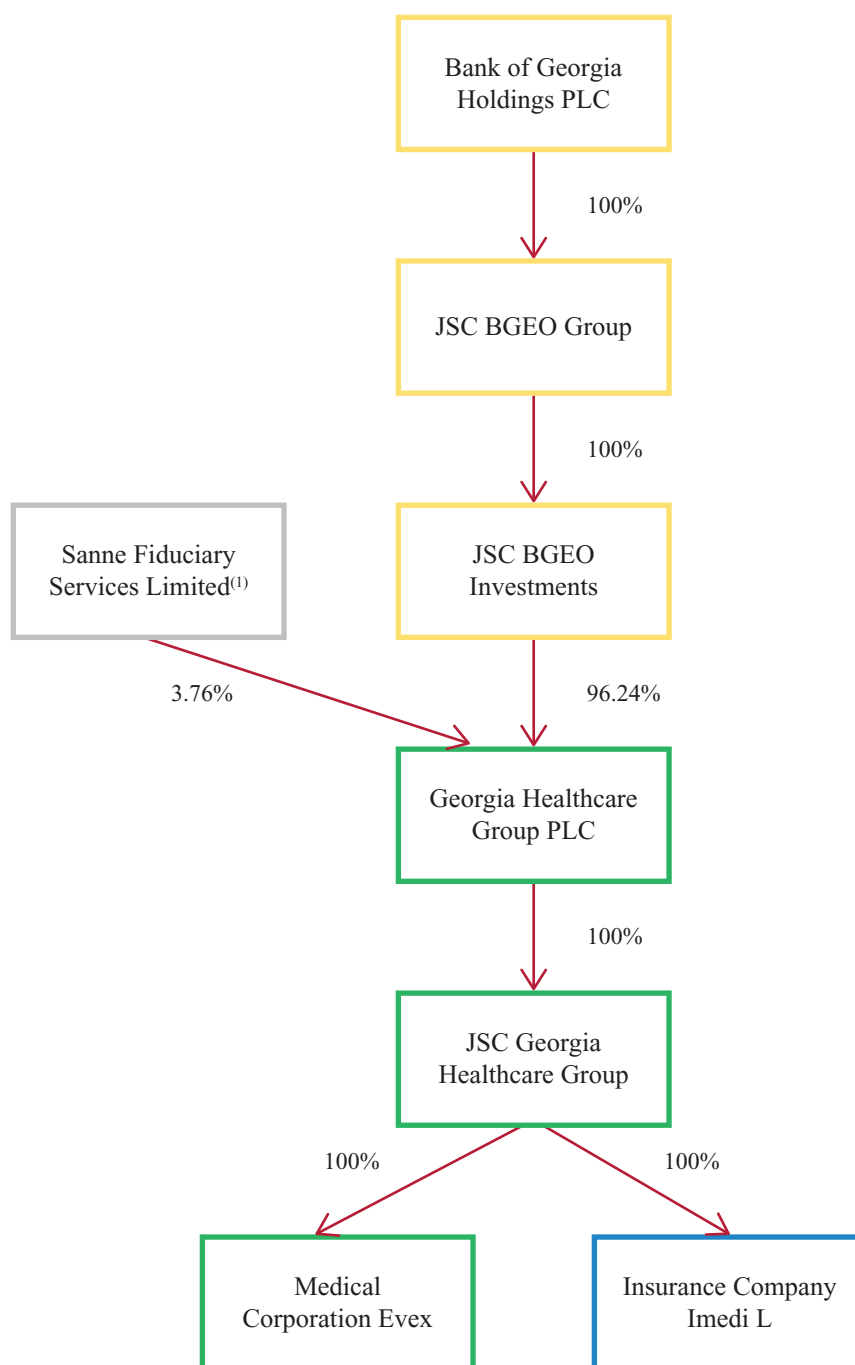 Bank of Georgia
Holdings PLC
100%
JSC BGEO Group
100%
Sanne Fiduciary
Services Limited(1)
JSC BGEO
Investments
3.76%
96.24%
Georgia Healthcare
Group PLC
100%
JSC Georgia
Healthcare Group
100%
100%
Medical
Corporation Evex
Insurance Company
Imedi L